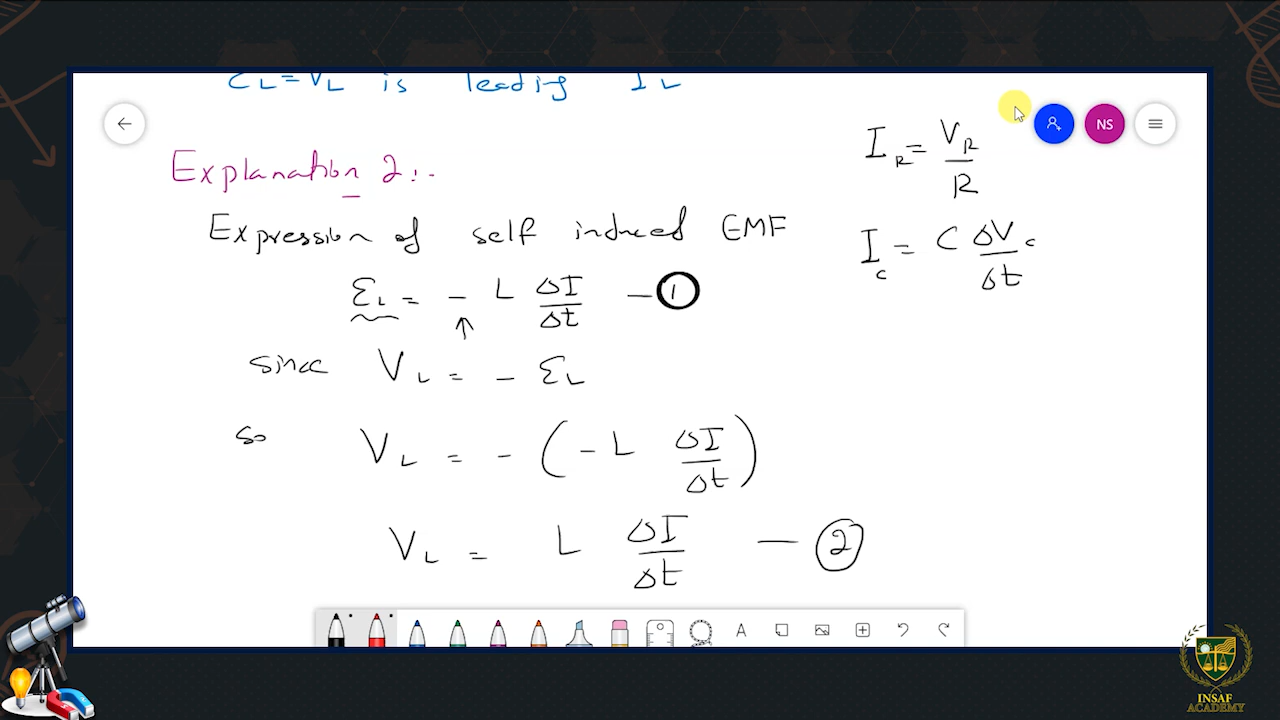 εL = VL is leading IL
Explanation 2:-
Expression of self induced EMF
εL = - L ΔI/Δt - ①
since VL = - εL
so VL = - (- L ΔI/Δt)
VL = L ΔI/Δt — ②
IR = VR/R
Ic = C ΔVc/Δt
NS
A
INSAF
ACADEMY